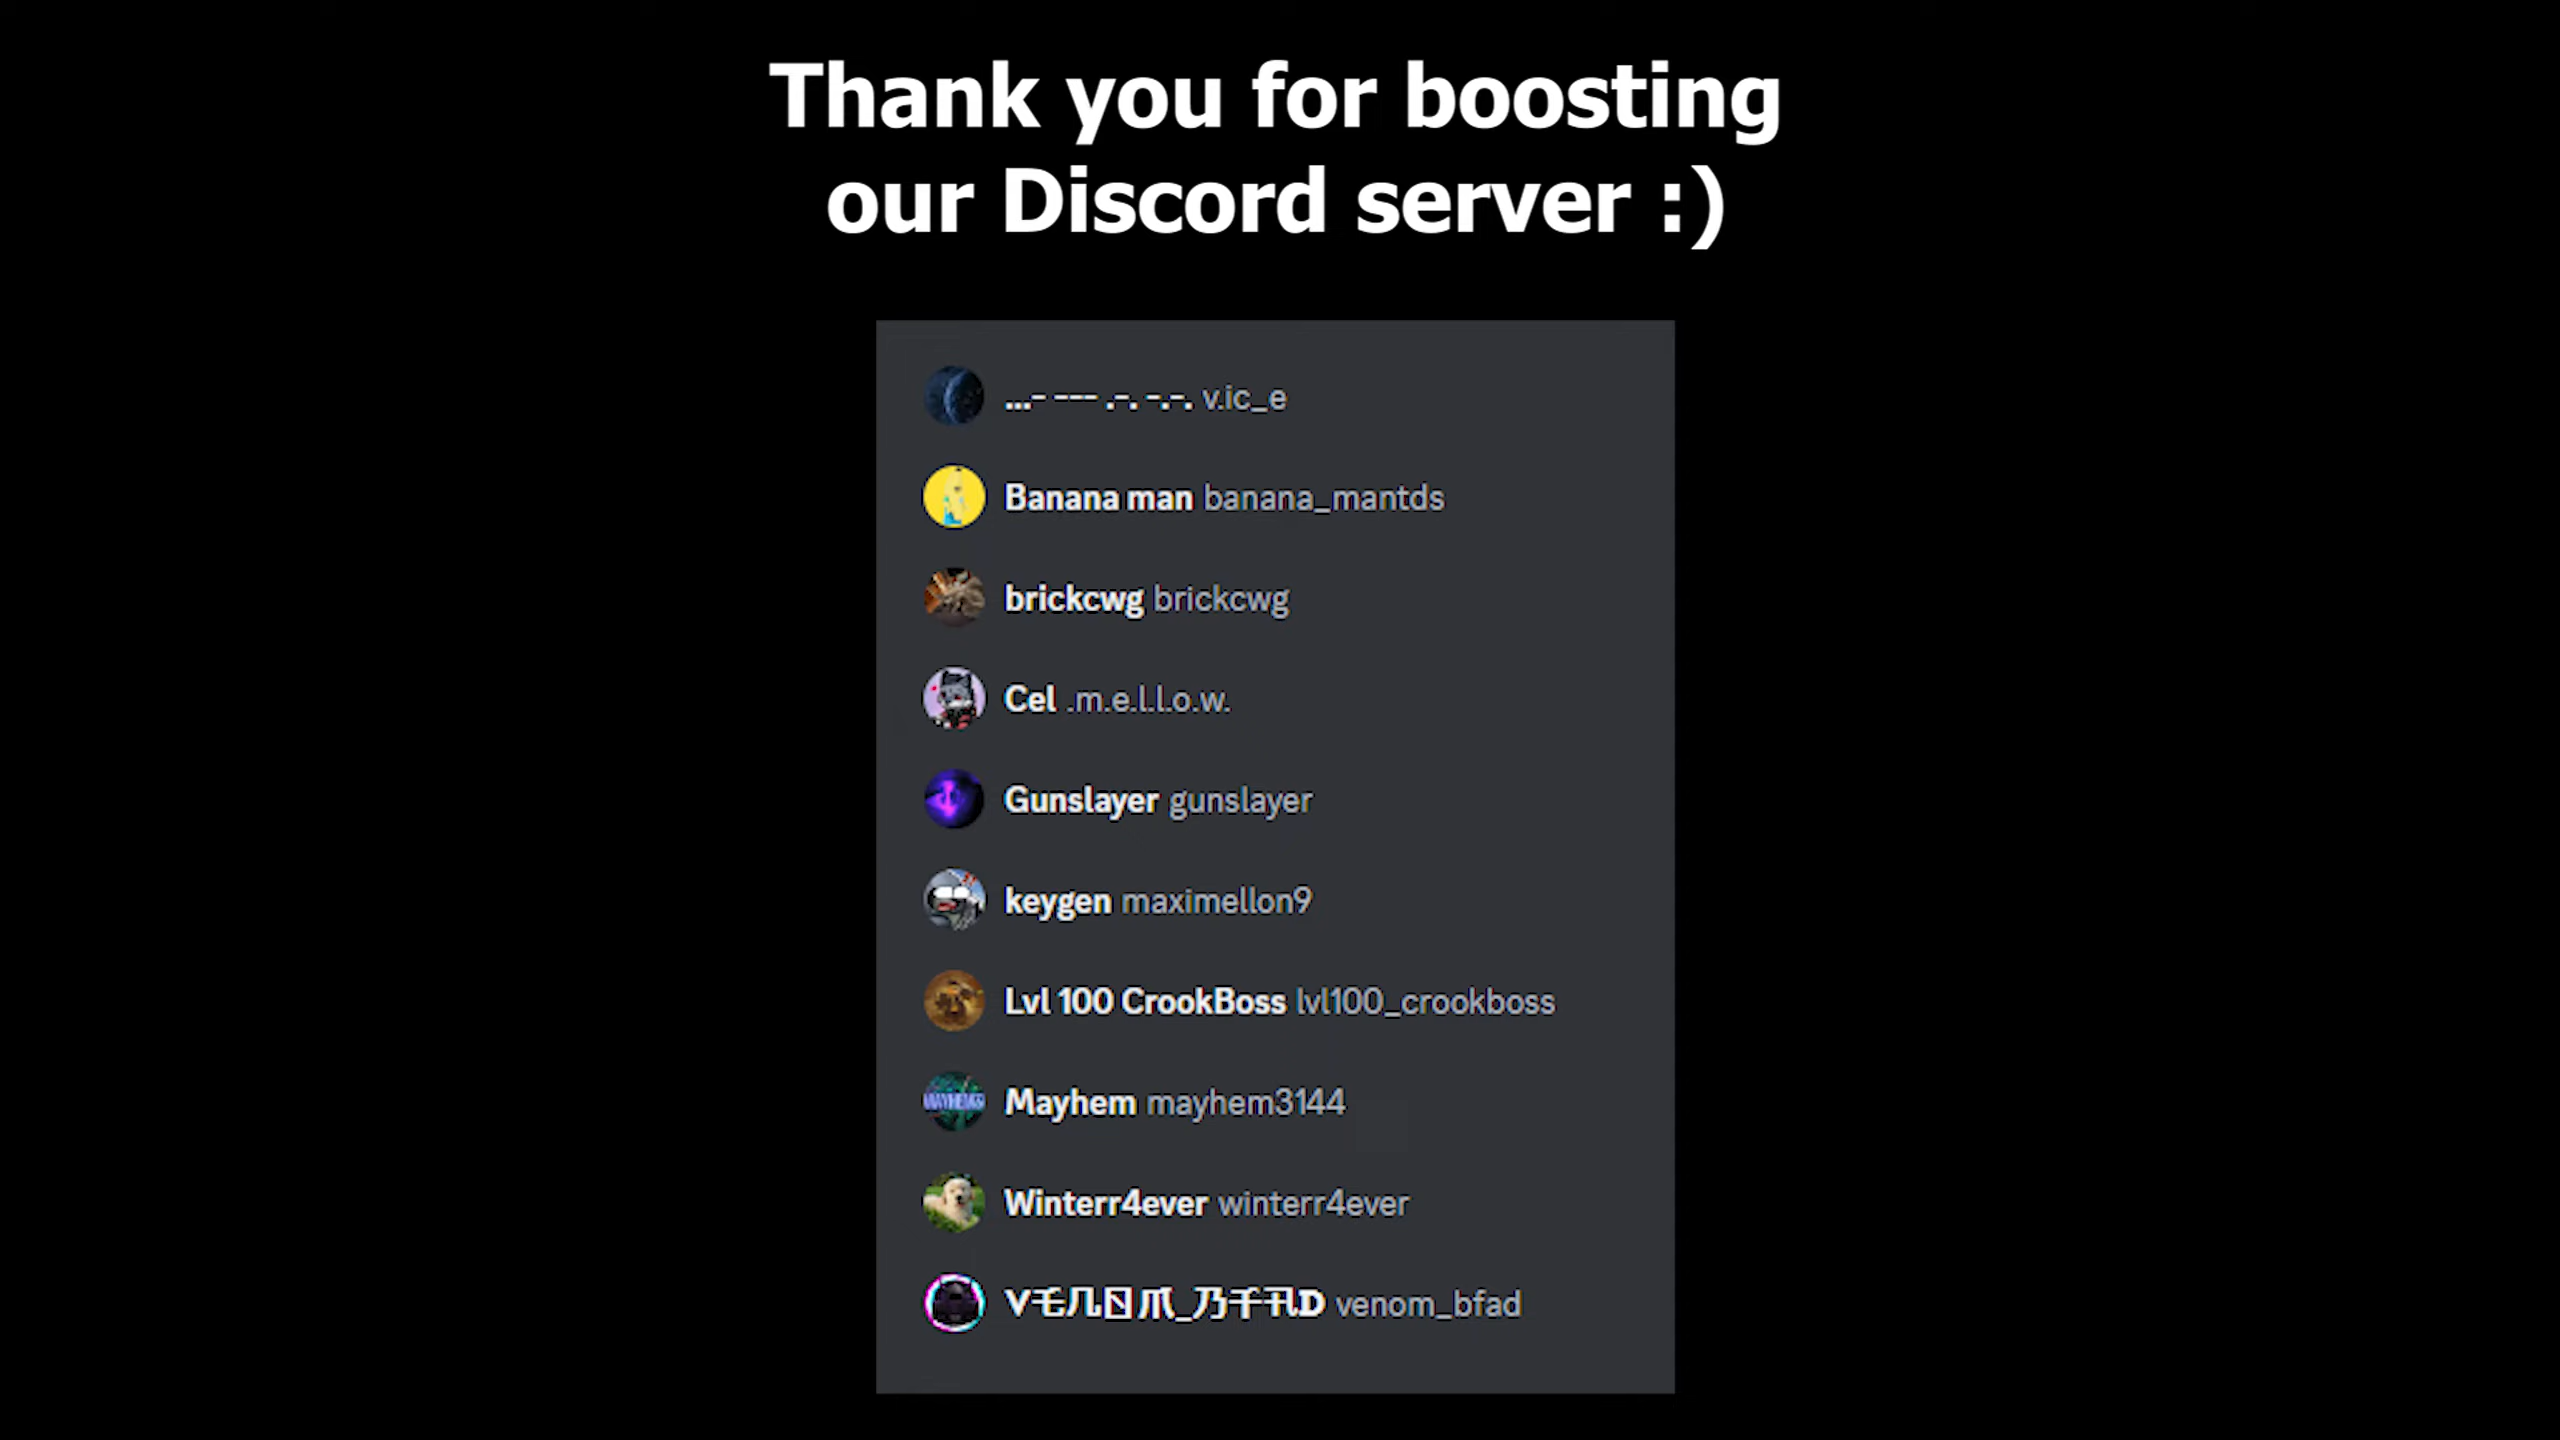 Thank you for boosting
our Discord server :)
...- --- .-. -.-. v.ic_e
Banana man banana_mantds
brickcwg brickcwg
Cel .m.e.l.l.o.w.
Gunslayer gunslayer
keygen maximellon9
Lvl 100 CrookBoss lvl100_crookboss
Mayhem mayhem3144
Winterr4ever winterr4ever
venom_bfad